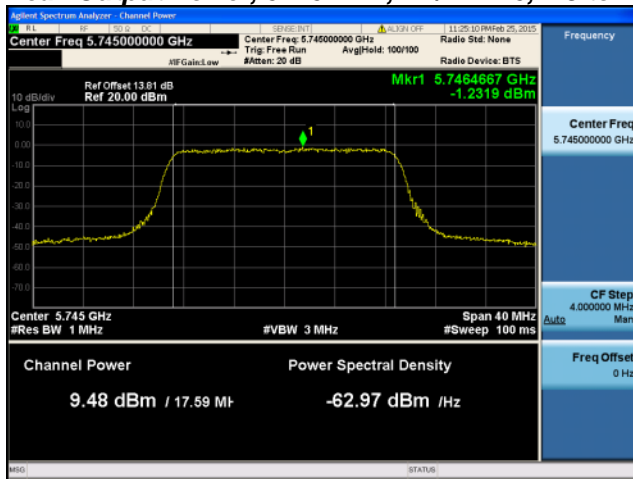 Agilent Spectrum Analyzer - Channel Power
RL RF 50 Ω DC SENSE:INT ALIGN OFF 11:25:10 PM Feb 25, 2015
Center Freq 5.745000000 GHz
Center Freq: 5.745000000 GHz
Radio Std: None
Trig: Free Run Avg|Hold: 100/100
#IFGain:Low #Atten: 20 dB Radio Device: BTS
Frequency
Mkr1 5.7464667 GHz
-1.2319 dBm
Ref Offset 13.81 dB
10 dB/div Ref 20.00 dBm
Log
10.0
0.00
-10.0
-20.0
-30.0
-40.0
-50.0
-60.0
-70.0
1
Center 5.745 GHz Span 40 MHz
#Res BW 1 MHz #VBW 3 MHz #Sweep 100 ms
Channel Power Power Spectral Density
9.48 dBm / 17.59 MH -62.97 dBm /Hz
Center Freq
5.745000000 GHz
CF Step
4.000000 MHz
Auto Man
Freq Offset
0 Hz
MSG STATUS